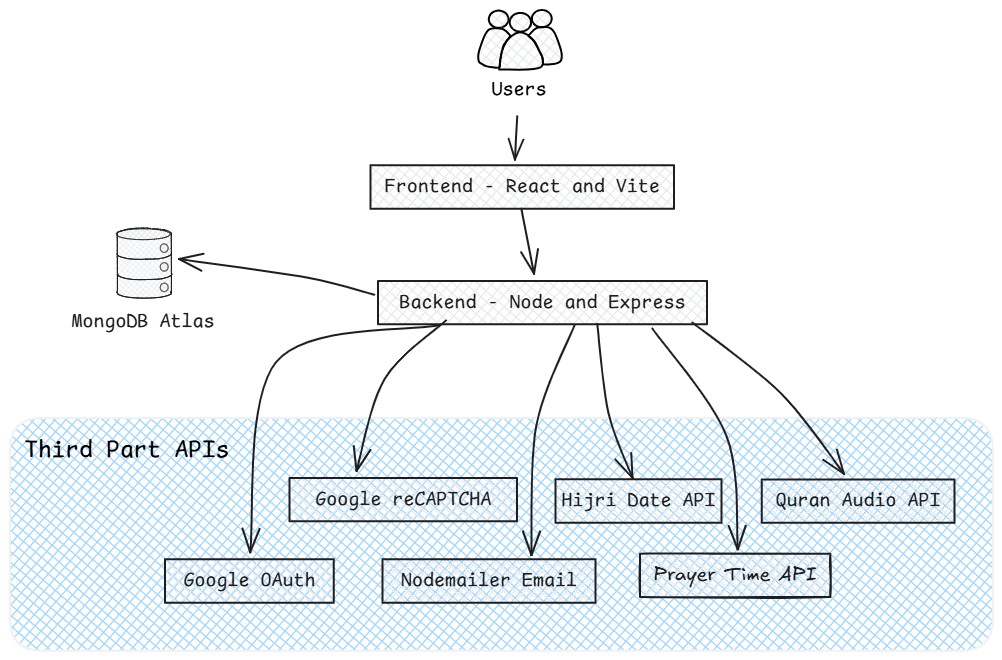 Users
Frontend - React and Vite
Backend - Node and Express
MongoDB Atlas
Third Part APIs
Google reCAPTCHA
Hijri Date API
Quran Audio API
Google OAuth
Nodemailer Email
Prayer Time API